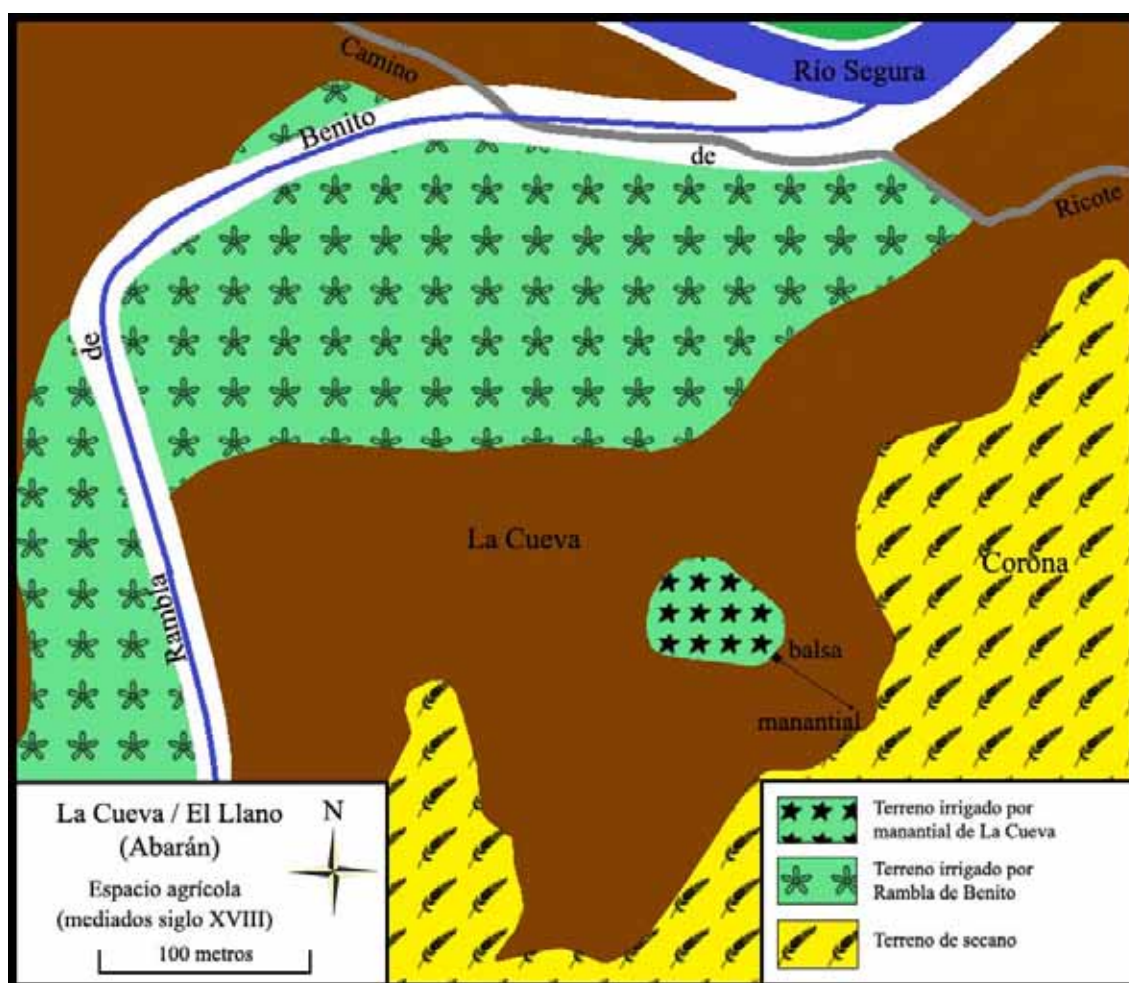 Camino
de
Ricote
Río Segura
Rambla
de
Benito
La Cueva
Corona
balsa
manantial
La Cueva / El Llano
(Abarán)
Espacio agrícola
(mediados siglo XVIII)
100 metros
N
Terreno irrigado por
manantial de La Cueva
Terreno irrigado por
Rambla de Benito
Terreno de secano